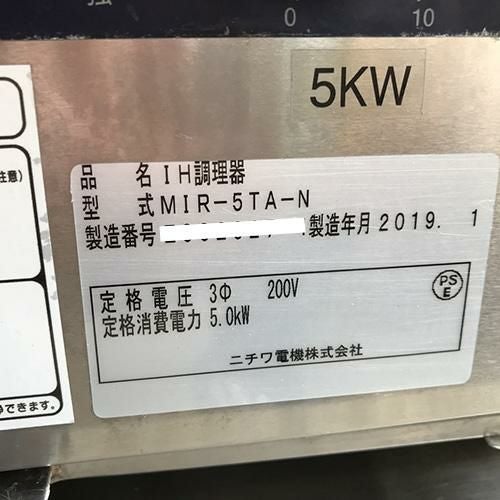 強 0 10
5KW
注意)
品 名 IH調理器
型 式 MIR-5TA-N
製造番号 製造年月 2019. 1
定格電圧 3Φ 200V
PS
E
定格消費電力 5.0kW
ニチワ電機株式会社
できます。